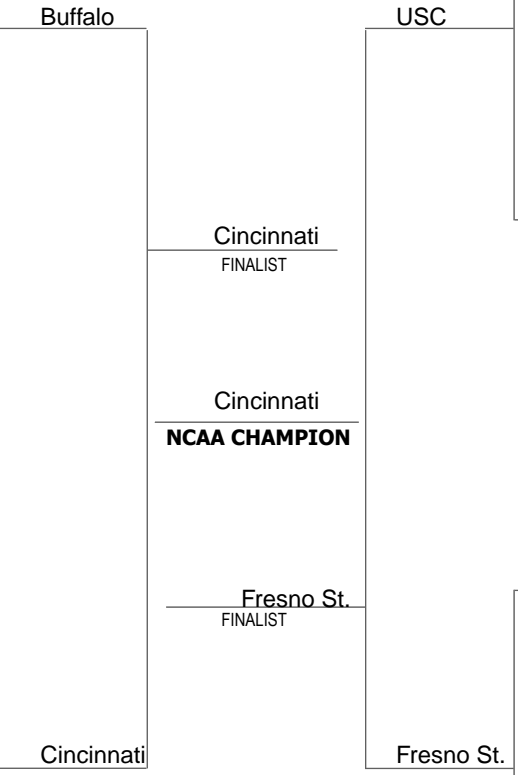 Buffalo
USC
Cincinnati
FINALIST
Cincinnati
NCAA CHAMPION
Fresno St.
FINALIST
Cincinnati
Fresno St.